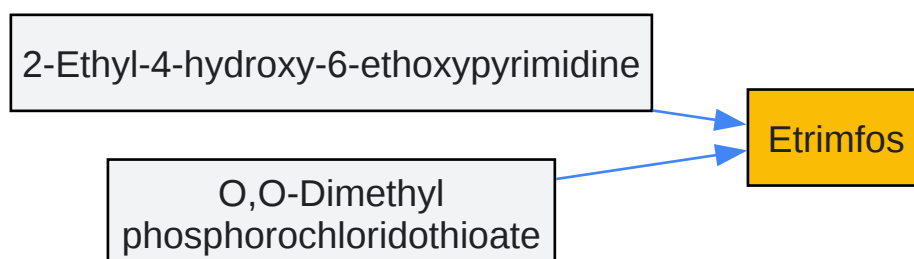 2-Ethyl-4-hydroxy-6-ethoxypyrimidine
Etrimfos
O,O-Dimethyl
phosphorochloridothioate